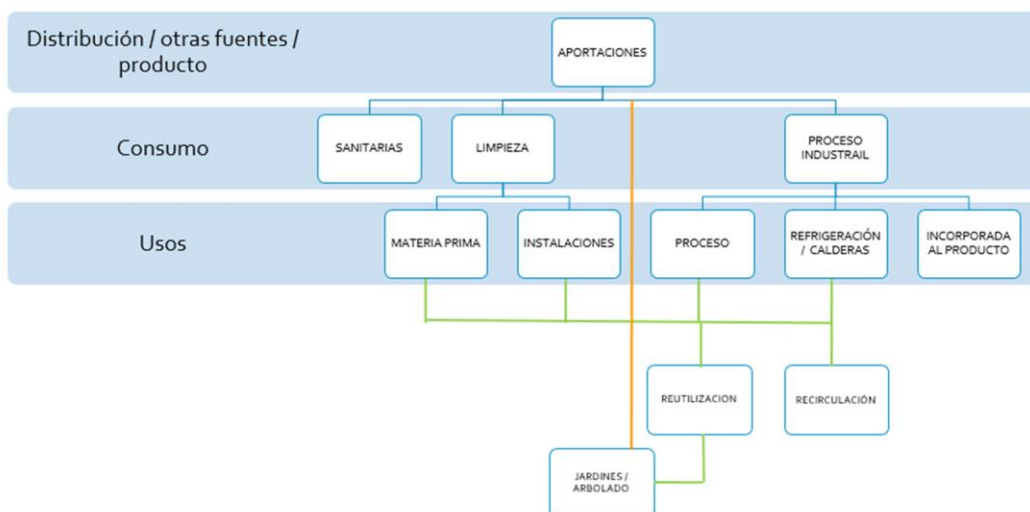 Distribución / otras fuentes /
producto
APORTACIONES
Consumo
SANITARIAS
LIMPIEZA
PROCESO
INDUSTRAIL
Usos
MATERIA PRIMA
INSTALACIONES
PROCESO
REFRIGERACIÓN
/ CALDERAS
INCORPORADA
AL PRODUCTO
REUTILIZACION
RECIRCULACIÓN
JARDINES /
ARBOLADO